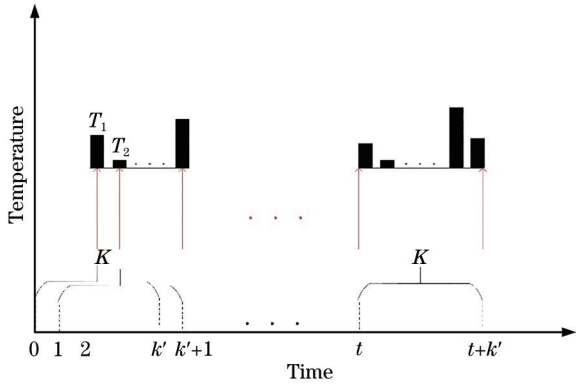 Temperature
T₁
T₂
. . .
. . .
. . .
K
K
. . .
0 1 2 k' k'+1 t t+k'
Time